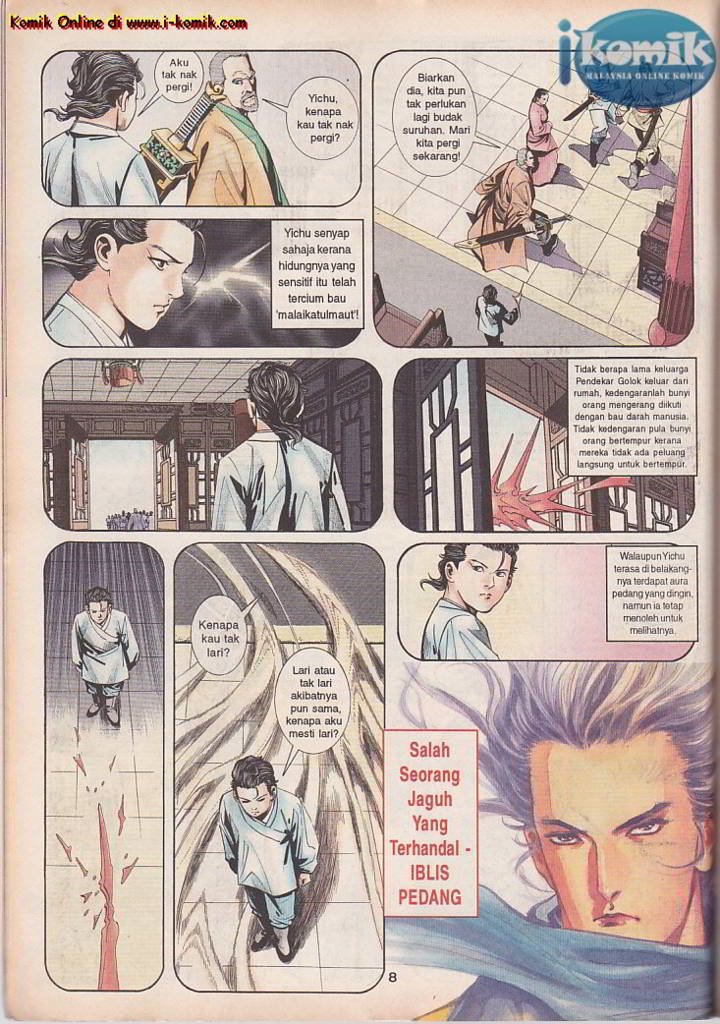 Komik Online di www.i-komik.com
ikomik
MALAYSIA ONLINE KOMIK
Aku
tak nak
pergi!
Yichu,
kenapa
kau tak nak
pergi?
Biarkan
dia, kita pun
tak perlukan
lagi budak
suruhan. Mari
kita pergi
sekarang!
Yichu senyap
sahaja kerana
hidungnya yang
sensitif itu telah
tercium bau
'malaikatulmaut'!
Tidak berapa lama keluarga
Pendekar Golok keluar dari
rumah, kedengaranlah bunyi
orang mengerang diikuti
dengan bau darah manusia.
Tidak kedengaran pula bunyi
orang bertempur kerana
mereka tidak ada peluang
langsung untuk bertempur.
Kenapa
kau tak
lari?
Lari atau
tak lari
akibatnya
pun sama,
kenapa aku
mesti lari?
Walaupun Yichu
terasa di belakang-
nya terdapat aura
pedang yang dingin,
namun ia tetap
menoleh untuk
melihatnya.
Salah
Seorang
Jaguh
Yang
Terhandal -
IBLIS
PEDANG
8